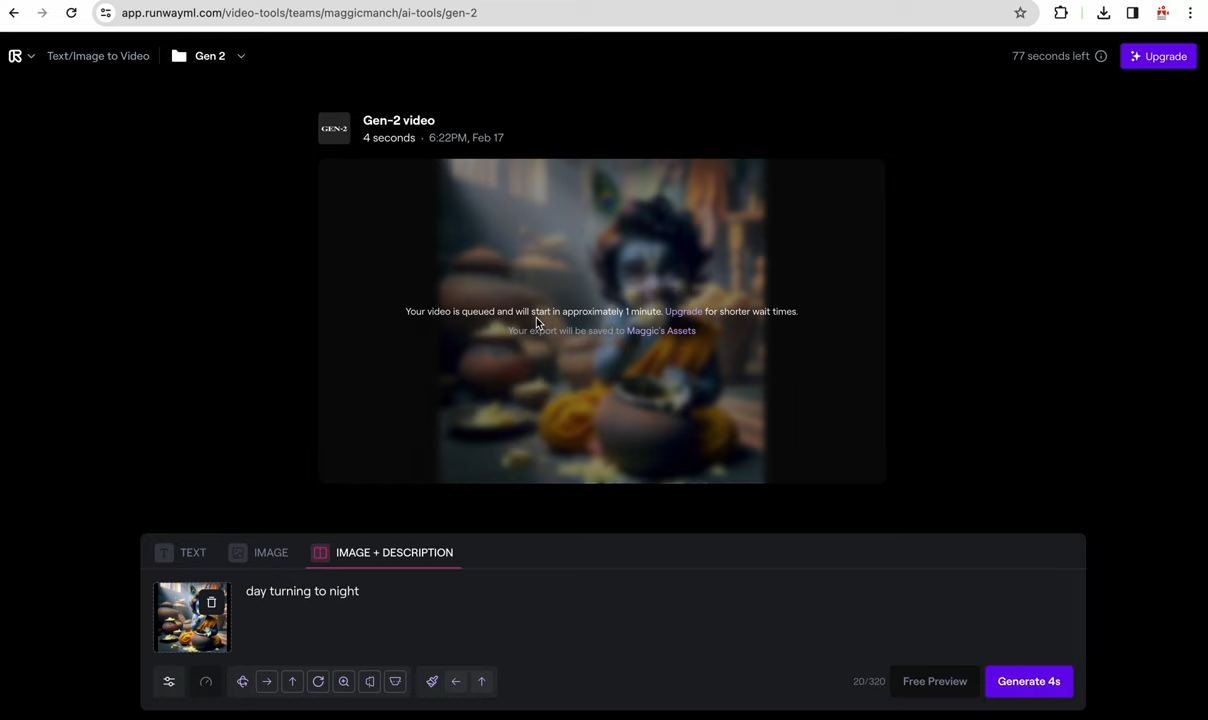 app.runwayml.com/video-tools/teams/maggicmanch/ai-tools/gen-2
Text/Image to Video
Gen 2
77 seconds left
Upgrade
GEN-2
Gen-2 video
4 seconds · 6:22PM, Feb 17
Your video is queued and will start in approximately 1 minute. Upgrade for shorter wait times.
Your export will be saved to Maggic's Assets
T TEXT
IMAGE
IMAGE + DESCRIPTION
day turning to night
20/320
Free Preview
Generate 4s